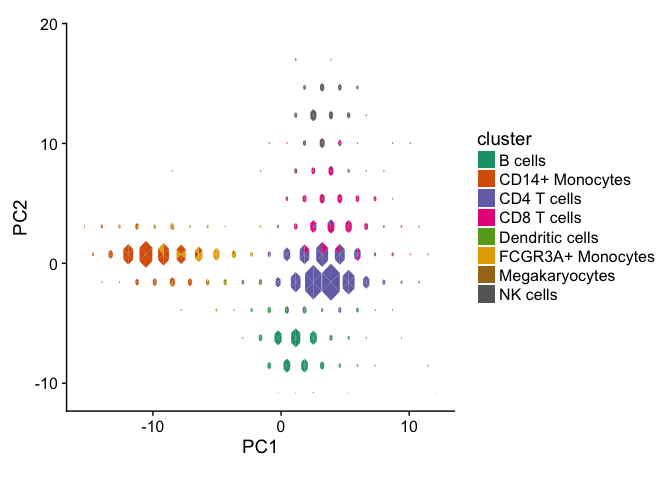 20
10
0
-10
PC2
-10
0
10
PC1
cluster
B cells
CD14+ Monocytes
CD4 T cells
CD8 T cells
Dendritic cells
FCGR3A+ Monocytes
Megakaryocytes
NK cells